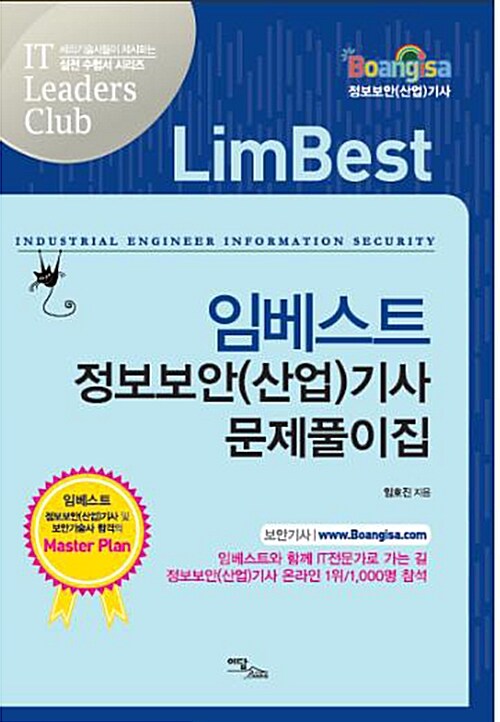 IT
Leaders
Club
세리기술사들이 제시하는
실전 수험서 시리즈
Boangisa
정보보안(산업)기사
LimBest
INDUSTRIAL ENGINEER INFORMATION SECURITY
임베스트
정보보안(산업)기사
문제풀이집
임호진 지음
임베스트
정보보안(산업)기사 및
보안기술사 합격의
Master Plan
보안기사 | www.Boangisa.com
임베스트와 함께 IT전문가로 가는 길
정보보안(산업)기사 온라인 1위/1,000명 참석
이담